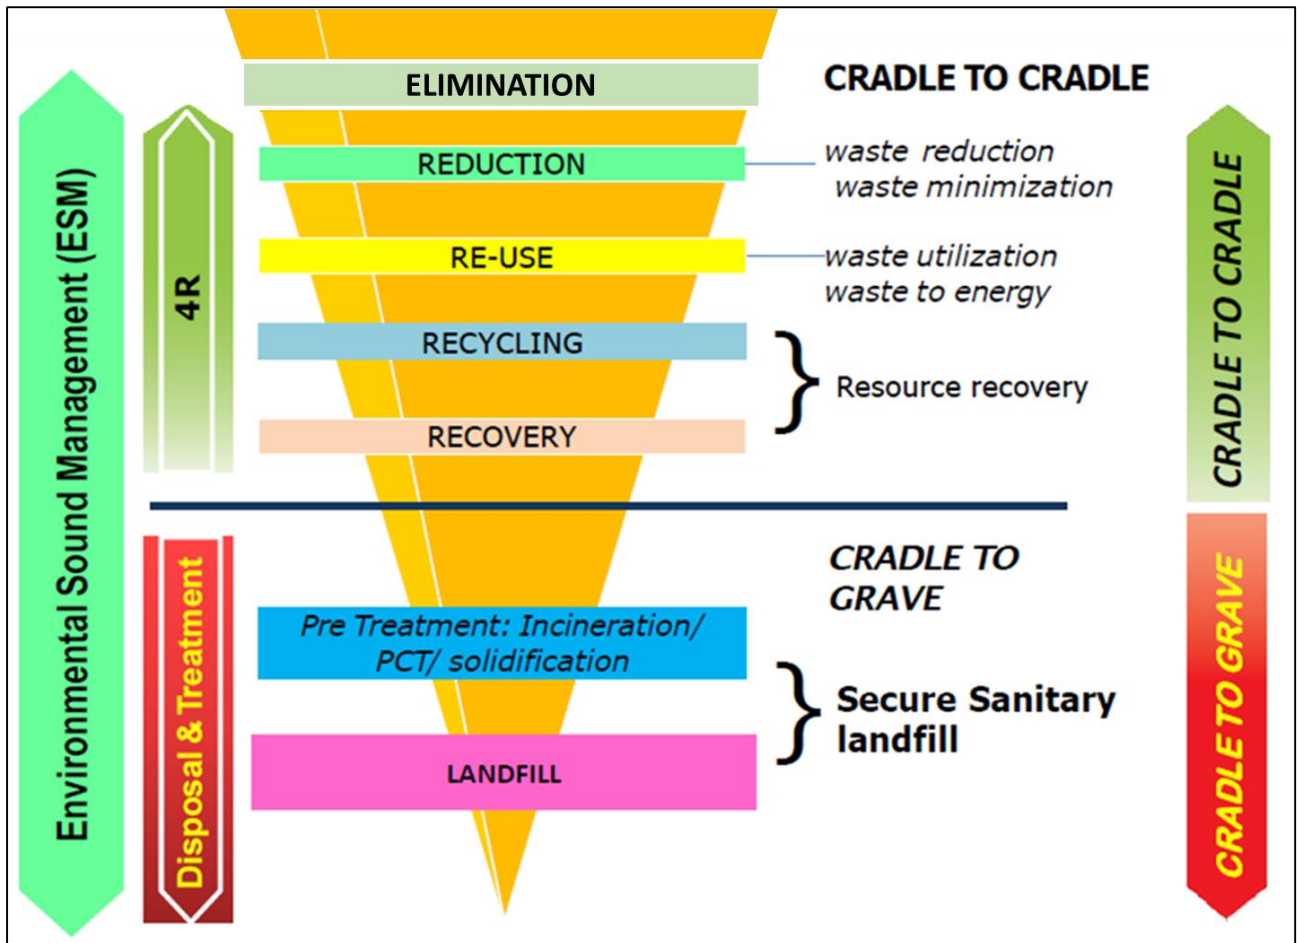 ELIMINATION
CRADLE TO CRADLE
REDUCTION
waste reduction
waste minimization
RE-USE
waste utilization
waste to energy
RECYCLING
Resource recovery
RECOVERY
CRADLE TO
GRAVE
Pre Treatment: Incineration/
PCT/ solidification
Secure Sanitary
landfill
LANDFILL
Environmental Sound Management (ESM)
4R
Disposal & Treatment
CRADLE TO CRADLE
CRADLE TO GRAVE